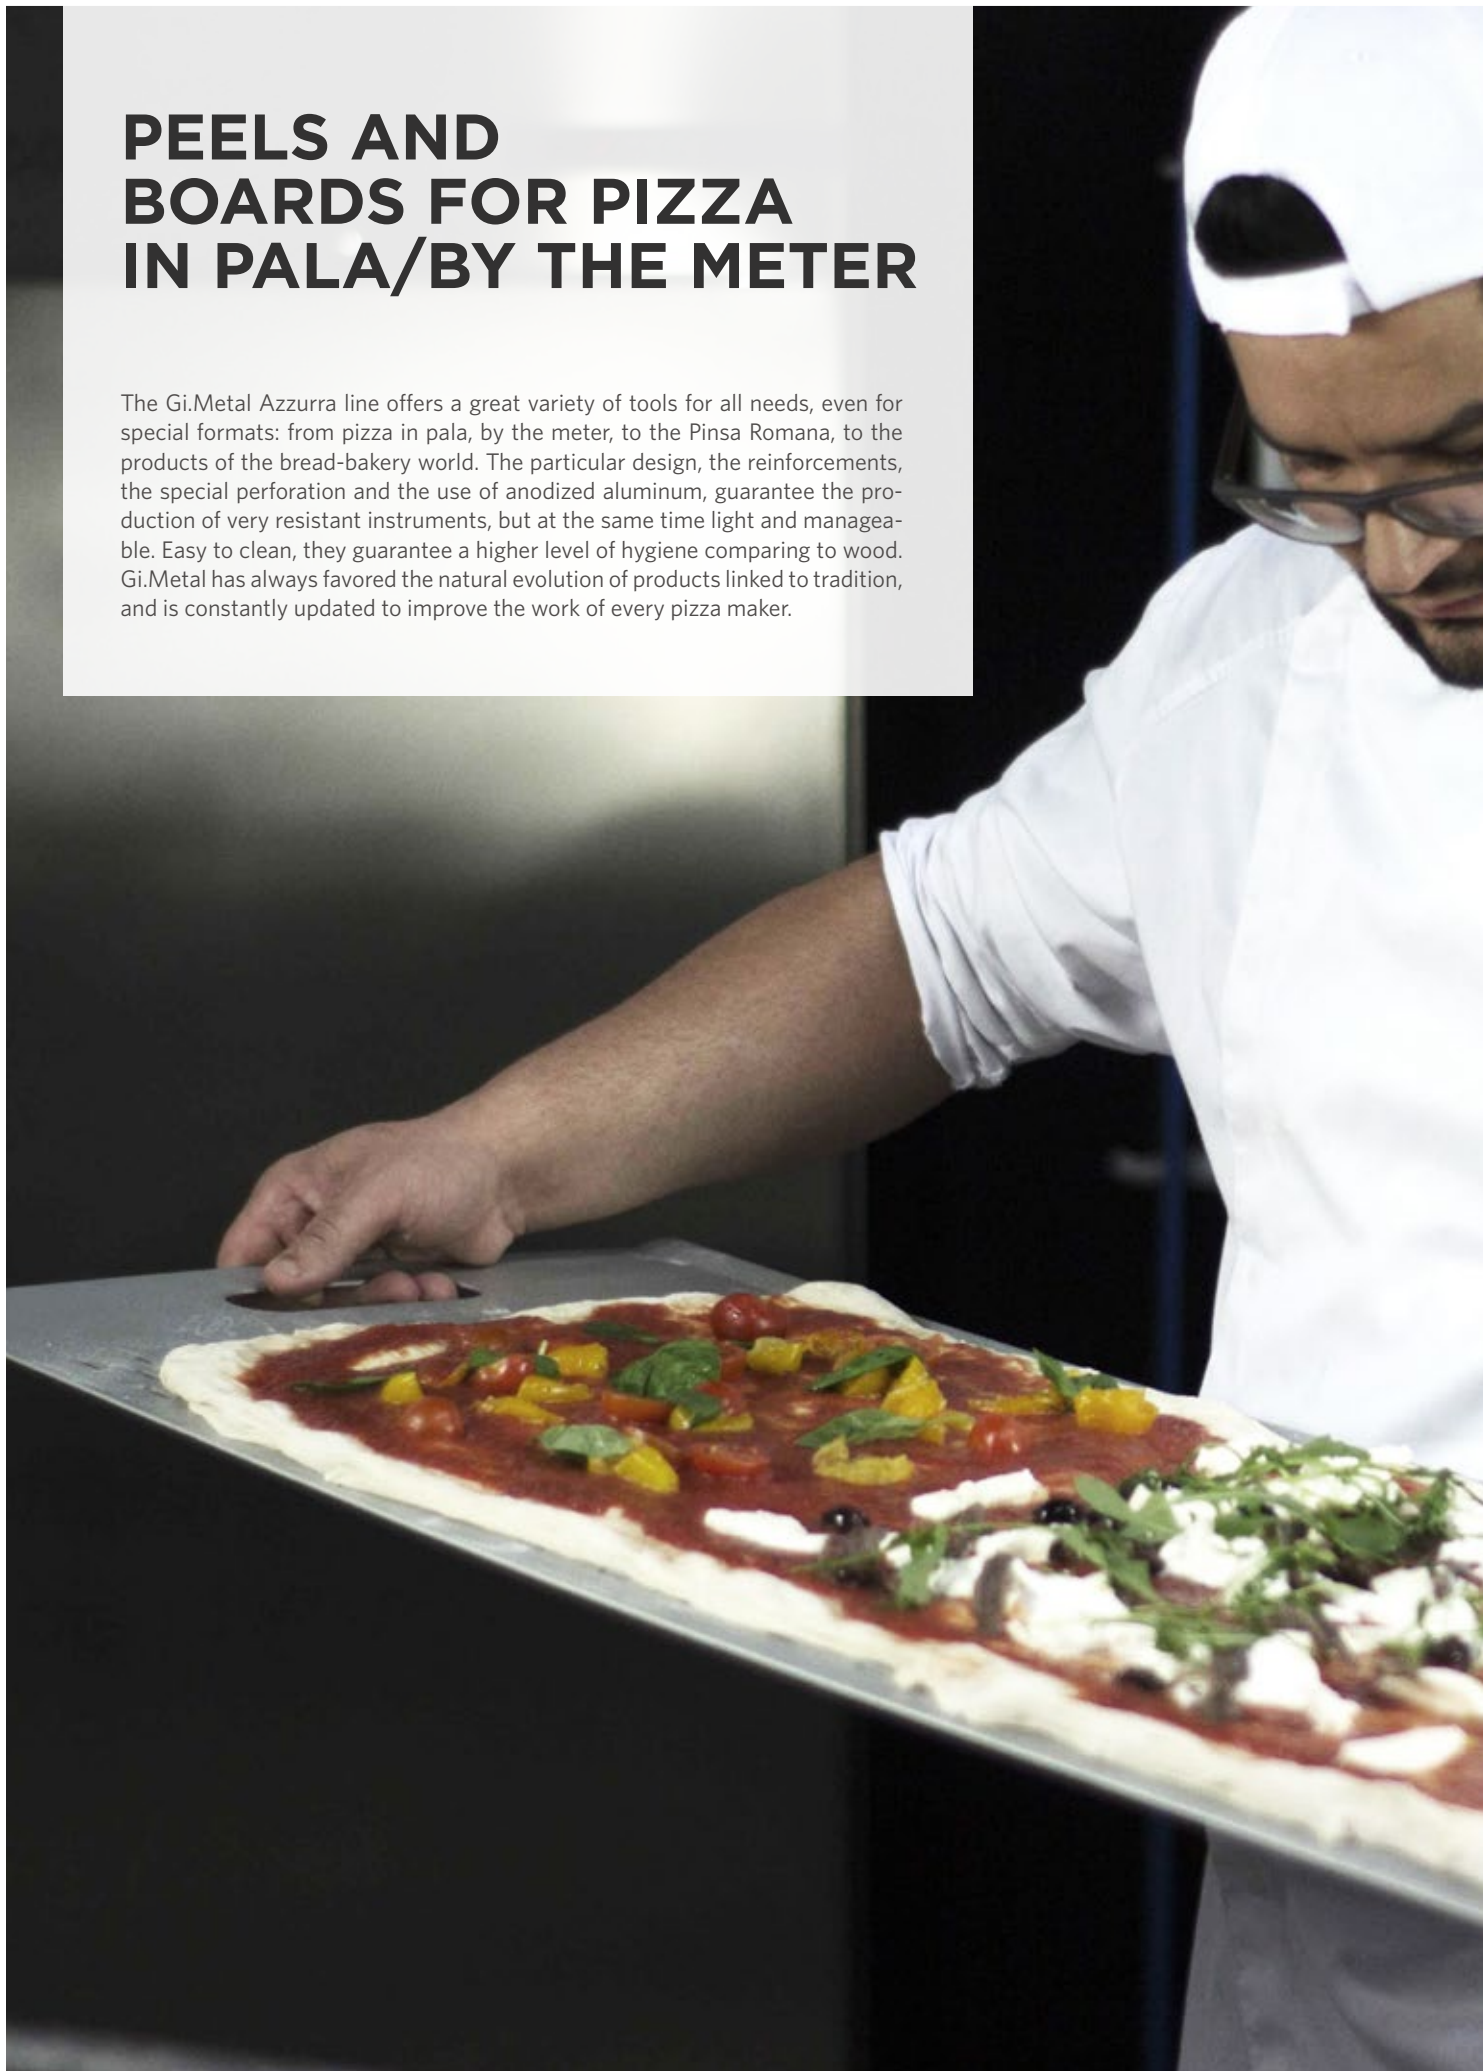 PEELS AND
BOARDS FOR PIZZA
IN PALA/BY THE METER
The Gi.Metal Azzurra line offers a great variety of tools for all needs, even for
special formats: from pizza in pala, by the meter, to the Pinsa Romana, to the
products of the bread-bakery world. The particular design, the reinforcements,
the special perforation and the use of anodized aluminum, guarantee the pro-
duction of very resistant instruments, but at the same time light and managea-
ble. Easy to clean, they guarantee a higher level of hygiene comparing to wood.
Gi.Metal has always favored the natural evolution of products linked to tradition,
and is constantly updated to improve the work of every pizza maker.